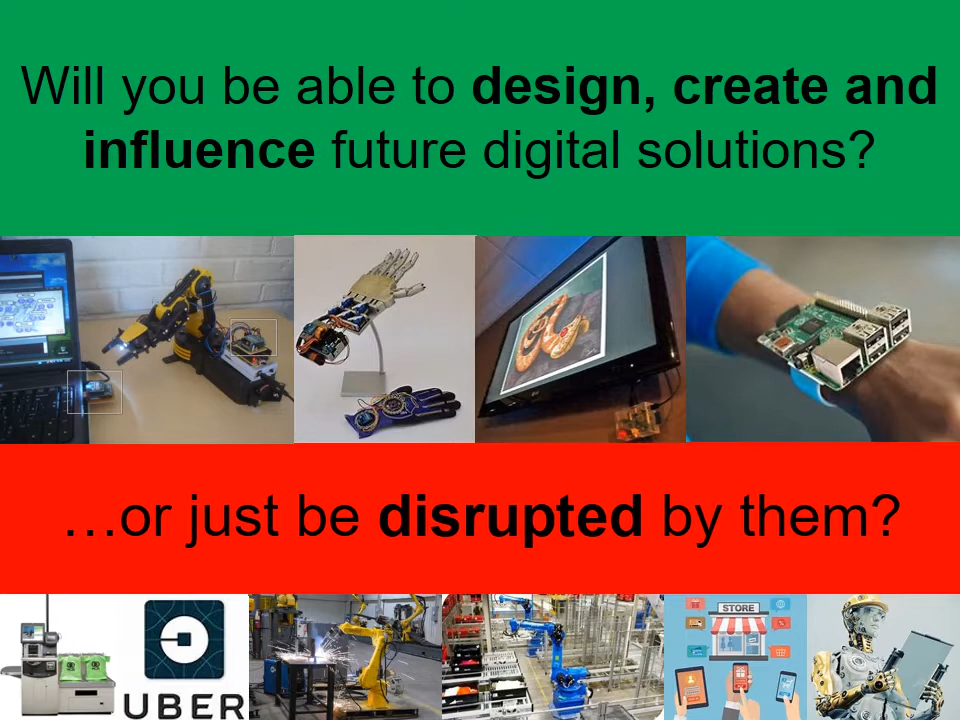 Will you be able to design, create and
influence future digital solutions?
…or just be disrupted by them?
UBER
STORE